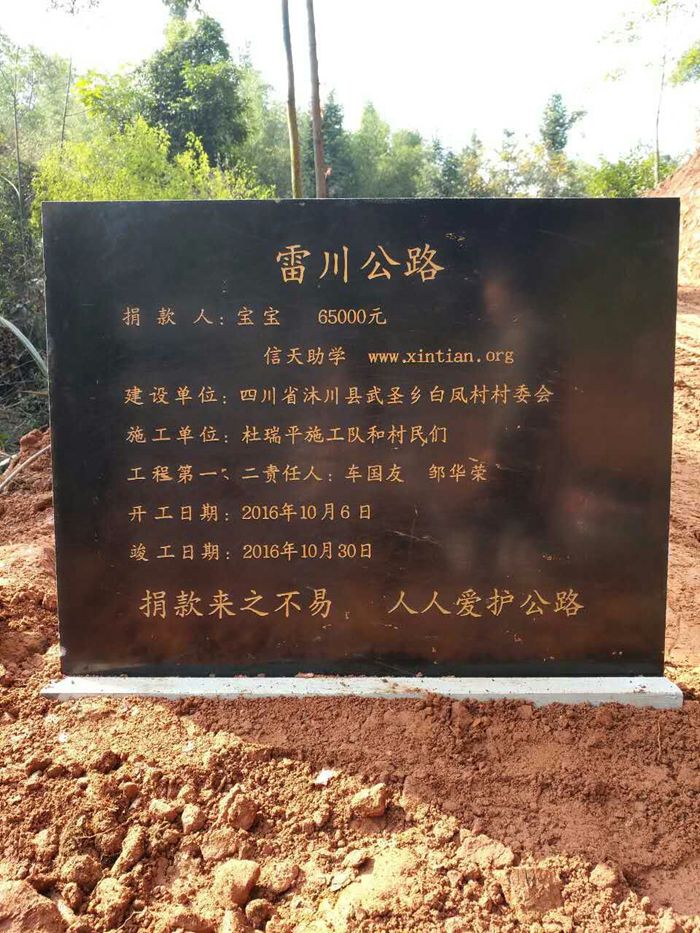 雷川公路
捐款人：宝宝 65000元
信天助学 www.xintian.org
建设单位：四川省沐川县武圣乡白凤村村委会
施工单位：杜瑞平施工队和村民们
工程第一、二责任人：车国友 邹华荣
开工日期：2016年10月6日
竣工日期：2016年10月30日
捐款来之不易 人人爱护公路